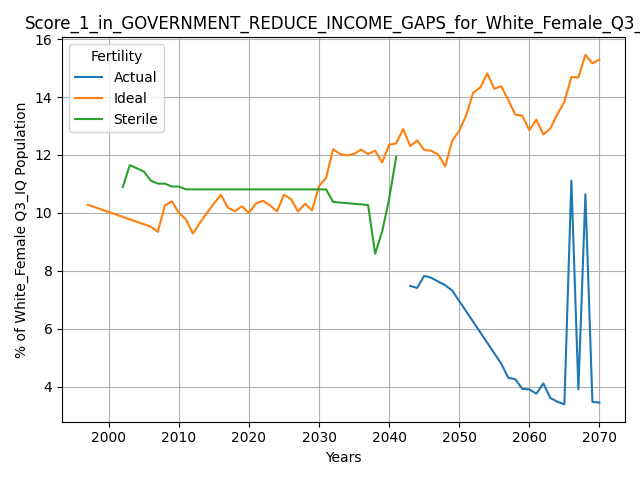 Score_1_in_GOVERNMENT_REDUCE_INCOME_GAPS_for_White_Female_Q3_
Fertility
Actual
Ideal
Sterile
% of White_Female Q3_IQ Population
16
14
12
10
8
6
4
2000 2010 2020 2030 2040 2050 2060 2070
Years